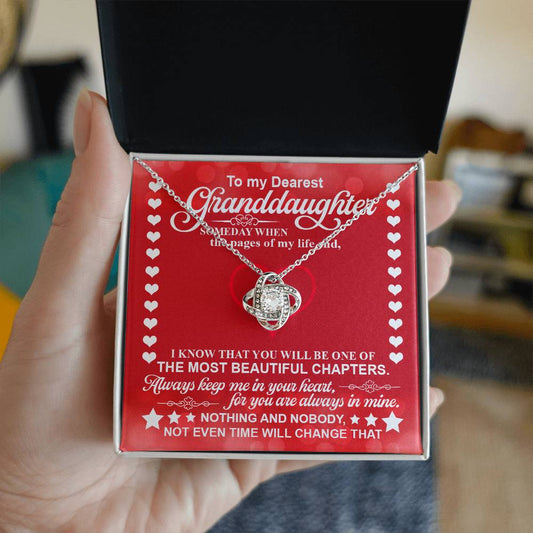 To my Dearest
Granddaughter
SOMEDAY WHEN
the pages of my life end,
I KNOW THAT YOU WILL BE ONE OF
THE MOST BEAUTIFUL CHAPTERS.
Always keep me in your heart,
for you are always in mine.
NOTHING AND NOBODY,
NOT EVEN TIME WILL CHANGE THAT